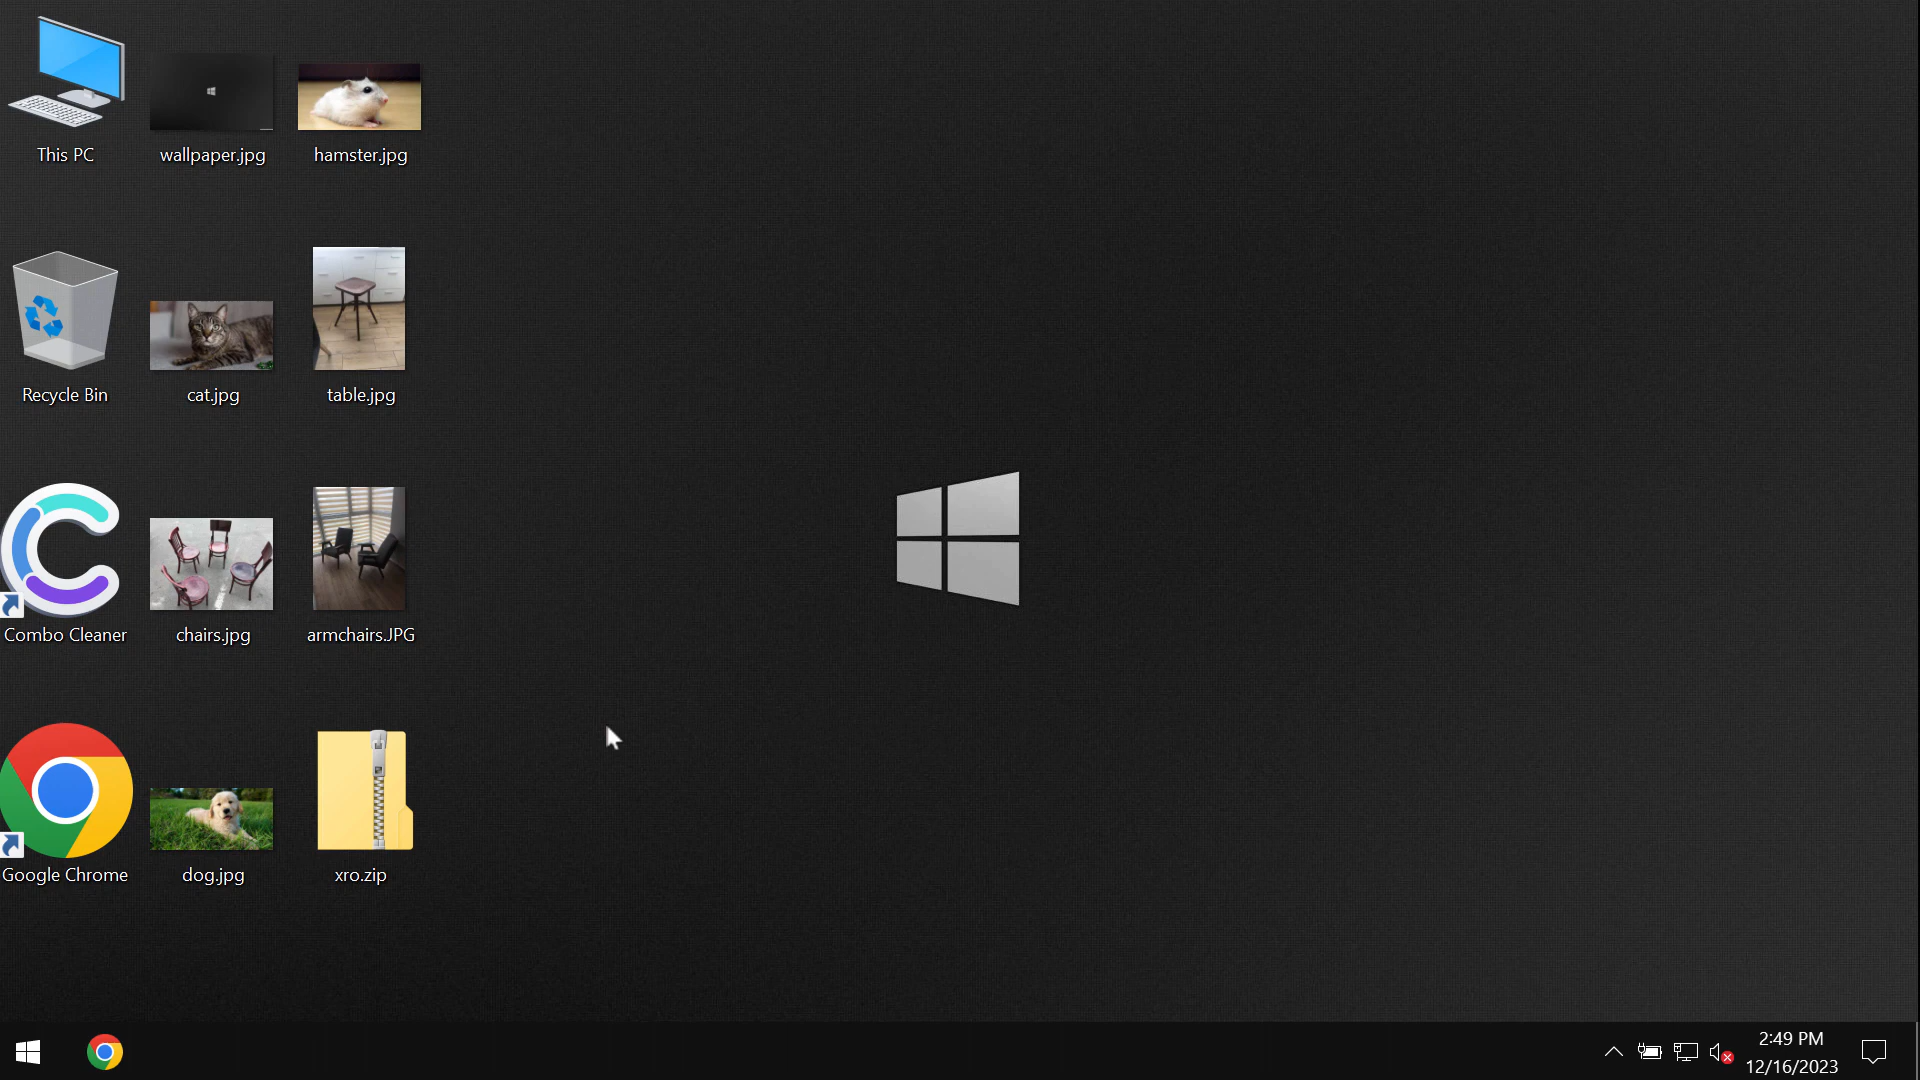 This PC
wallpaper.jpg
hamster.jpg
Recycle Bin
cat.jpg
table.jpg
Combo Cleaner
chairs.jpg
armchairs.JPG
Google Chrome
dog.jpg
xro.zip
2:49 PM
12/16/2023